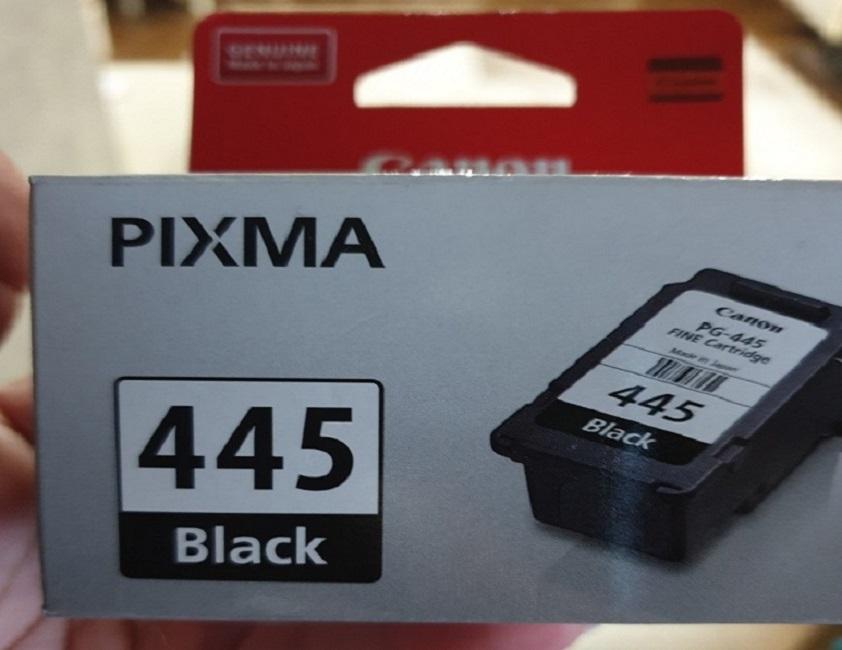 GENUINE
Made in Japan
Canon
PIXMA
445
Black
Canon
PG-445
FINE Cartridge
Made in Japan
445
Black